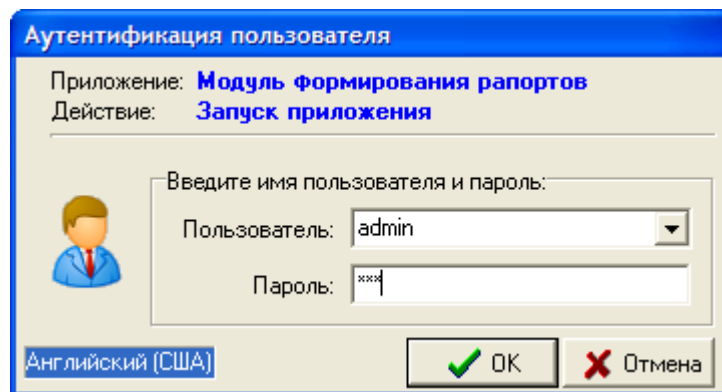 Аутентификация пользователя
Приложение: Модуль формирования рапортов
Действие: Запуск приложения
Введите имя пользователя и пароль:
Пользователь: admin
Пароль: ***
Английский (США)
OK
Отмена